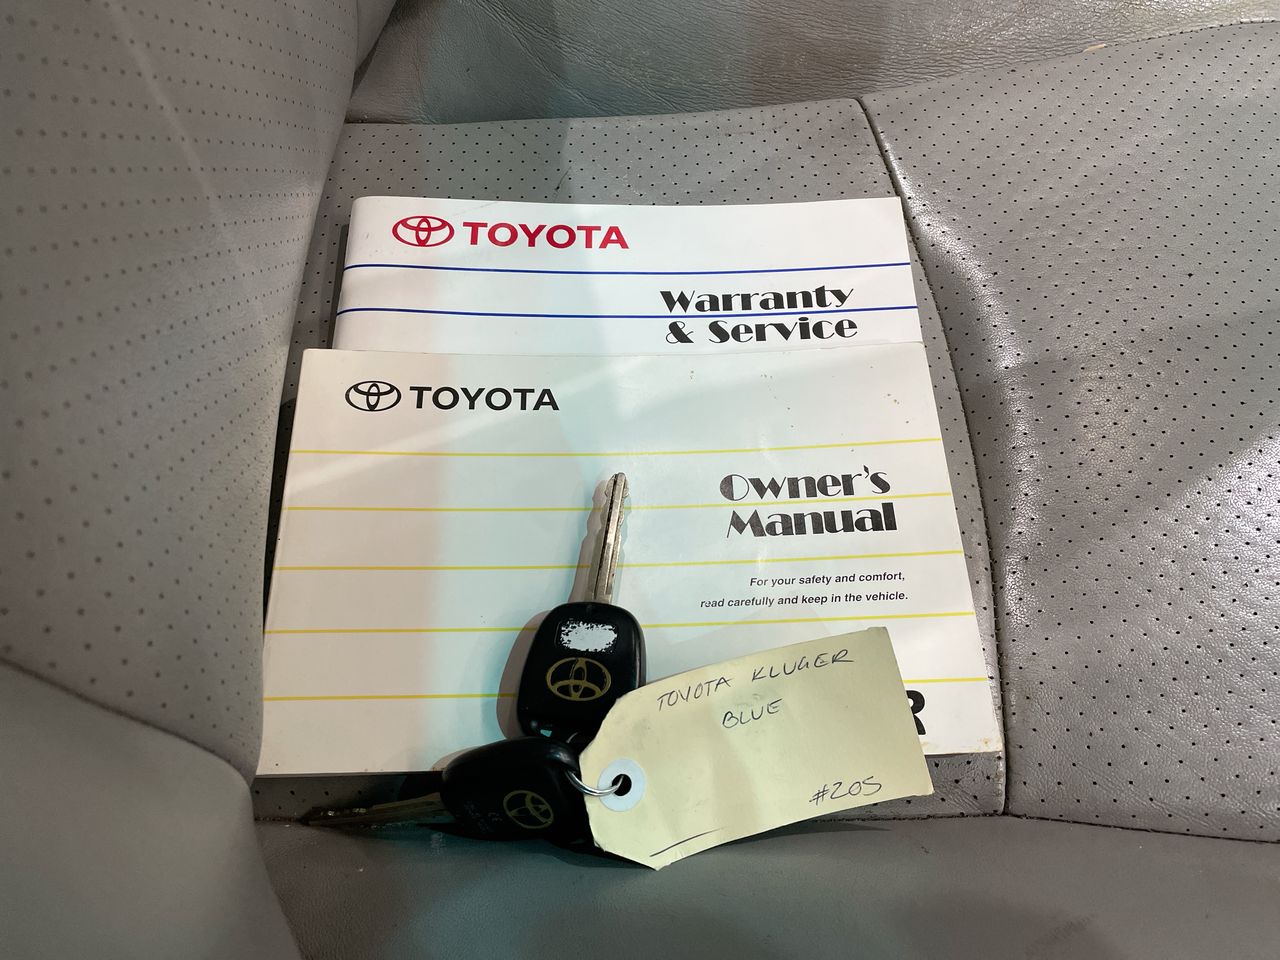 TOYOTA
Warranty
& Service
TOYOTA
Owner's
Manual
For your safety and comfort,
read carefully and keep in the vehicle.
TOYOTA KLUGER
BLUE
R
#205